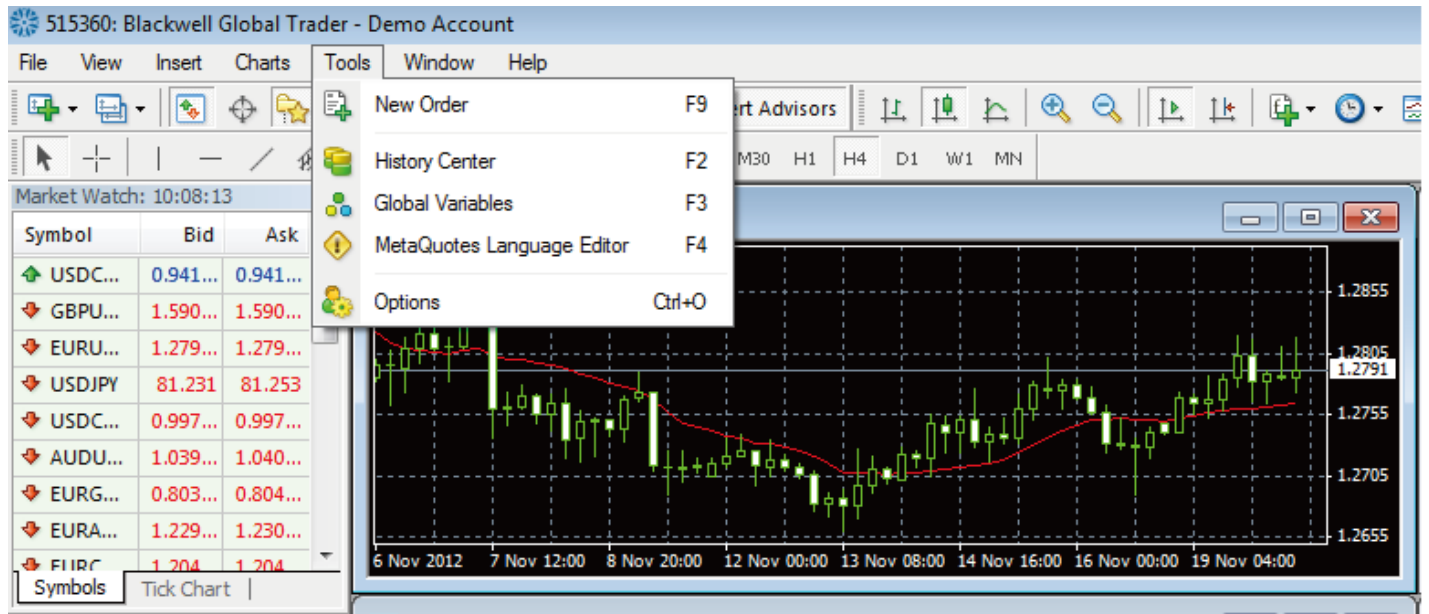 515360: Blackwell Global Trader - Demo Account
File View Insert Charts Tools Window Help
New Order F9
Advisors
History Center F2
M30 H1 H4 D1 W1 MN
Global Variables F3
MetaQuotes Language Editor F4
Options Ctrl+O
Market Watch: 10:08:13
Symbol Bid Ask
USDC... 0.941... 0.941...
GBPU... 1.590... 1.590...
EURU... 1.279... 1.279...
USDJPY 81.231 81.253
USDC... 0.997... 0.997...
AUDU... 1.039... 1.040...
EURG... 0.803... 0.804...
EURA... 1.229... 1.230...
EURC 1.204 1.204
Symbols Tick Chart
1.2855
1.2805
1.2791
1.2755
1.2705
1.2655
6 Nov 2012 7 Nov 12:00 8 Nov 20:00 12 Nov 00:00 13 Nov 08:00 14 Nov 16:00 16 Nov 00:00 19 Nov 04:00